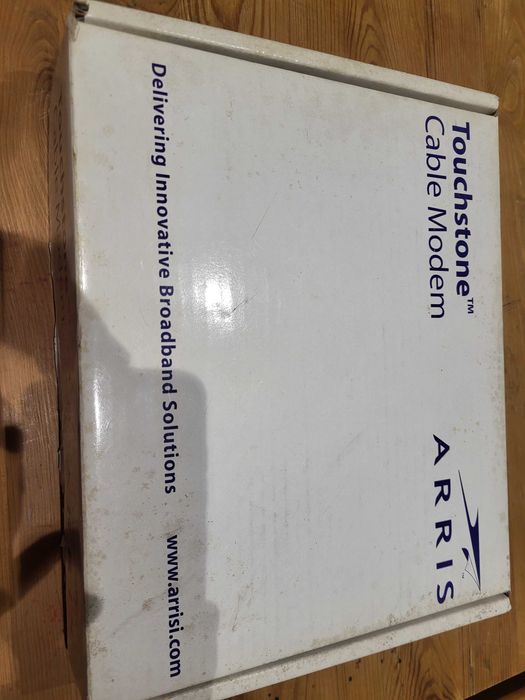 Touchstone™
Cable Modem
ARRIS
Delivering Innovative Broadband Solutions www.arrisi.com